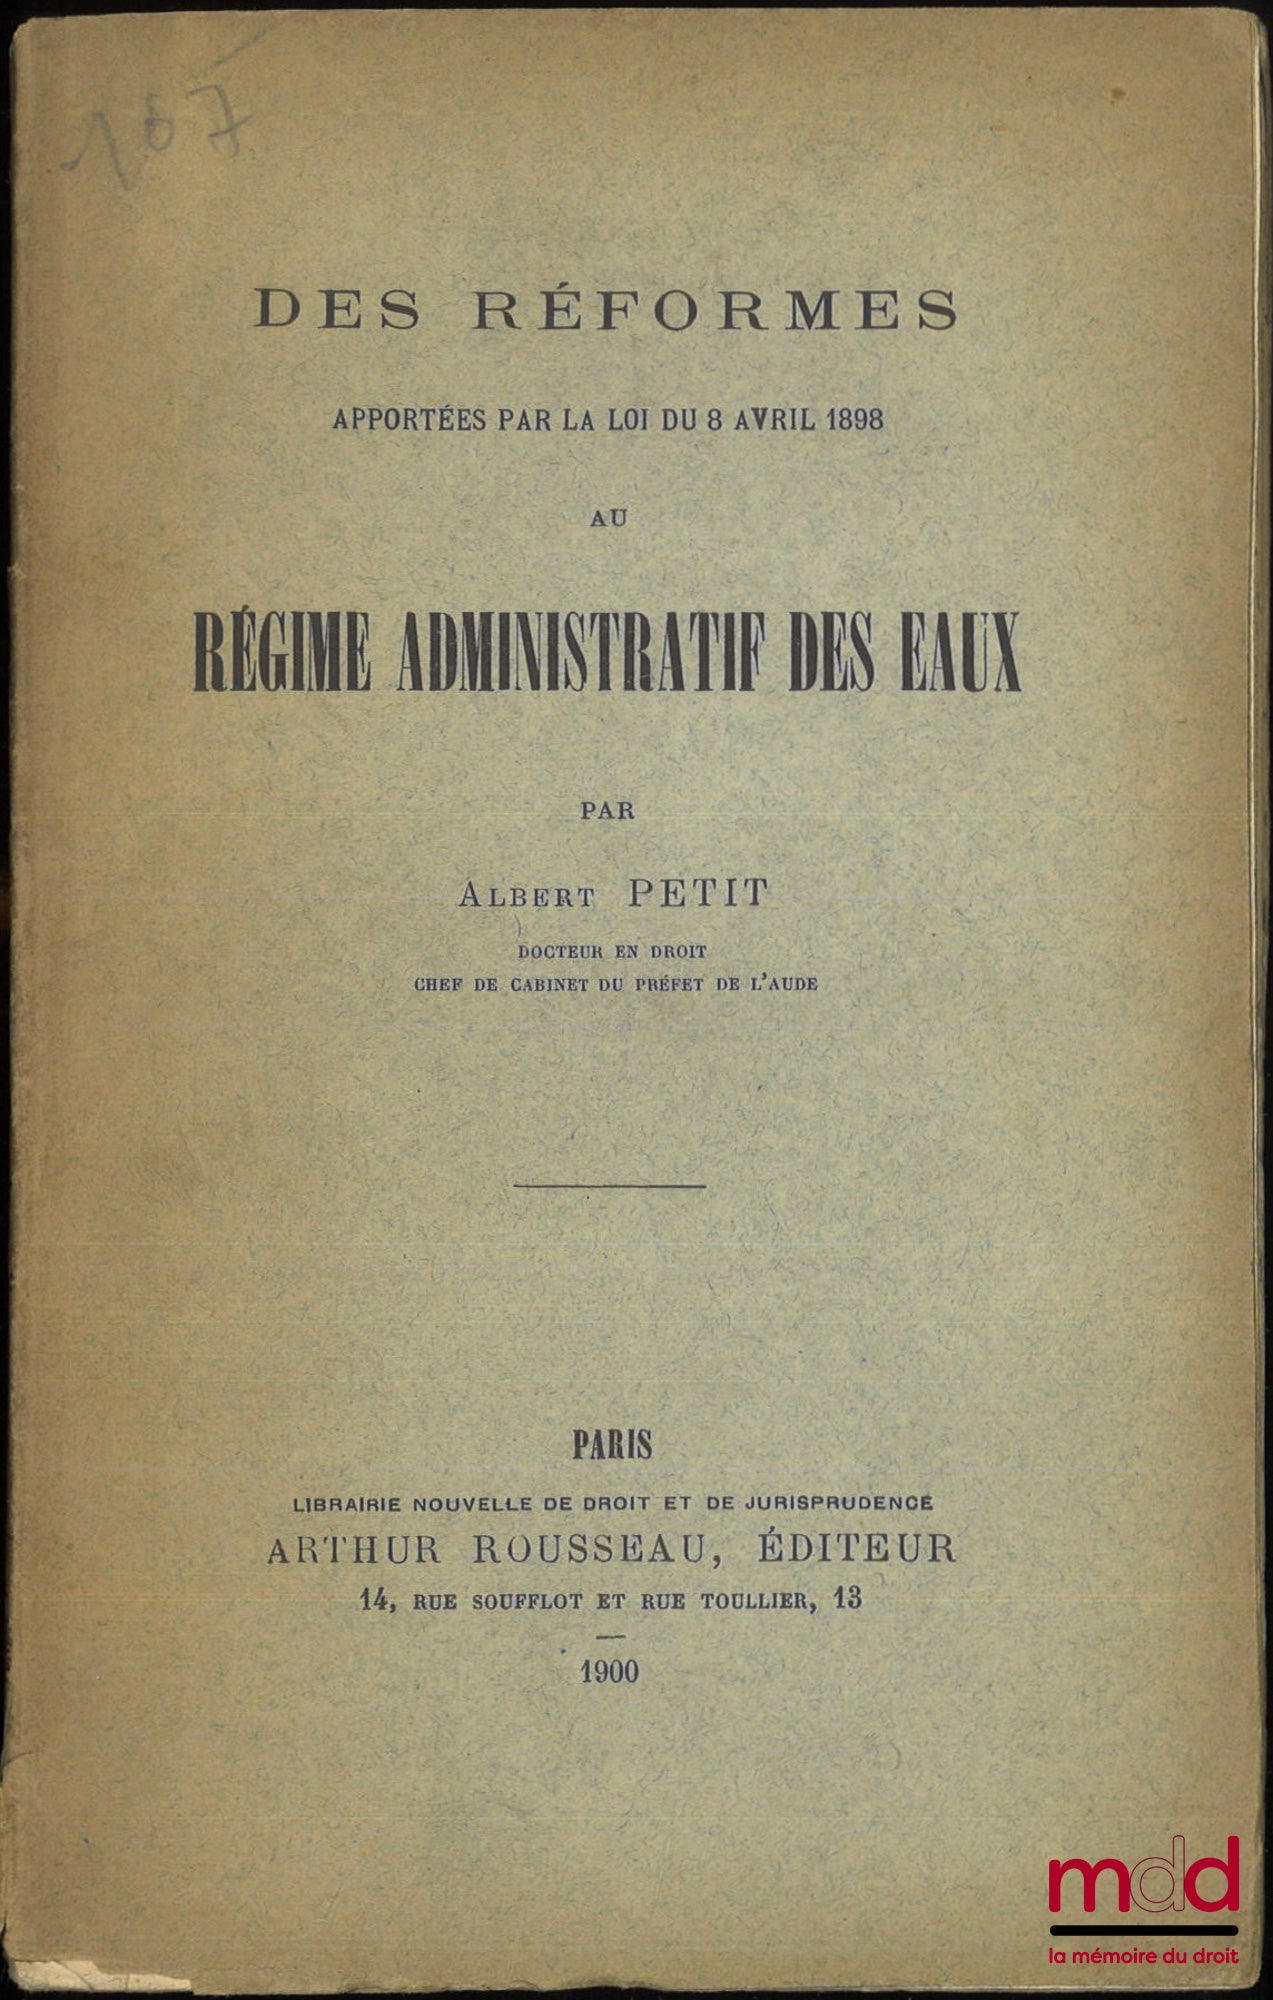 167
DES RÉFORMES
APPORTÉES PAR LA LOI DU 8 AVRIL 1898
AU
RÉGIME ADMINISTRATIF DES EAUX
PAR
ALBERT PETIT
DOCTEUR EN DROIT
CHEF DE CABINET DU PRÉFET DE L'AUDE
PARIS
LIBRAIRIE NOUVELLE DE DROIT ET DE JURISPRUDENCE
ARTHUR ROUSSEAU, ÉDITEUR
14, RUE SOUFFLOT ET RUE TOULLIER, 13
1900
mdd
la mémoire du droit